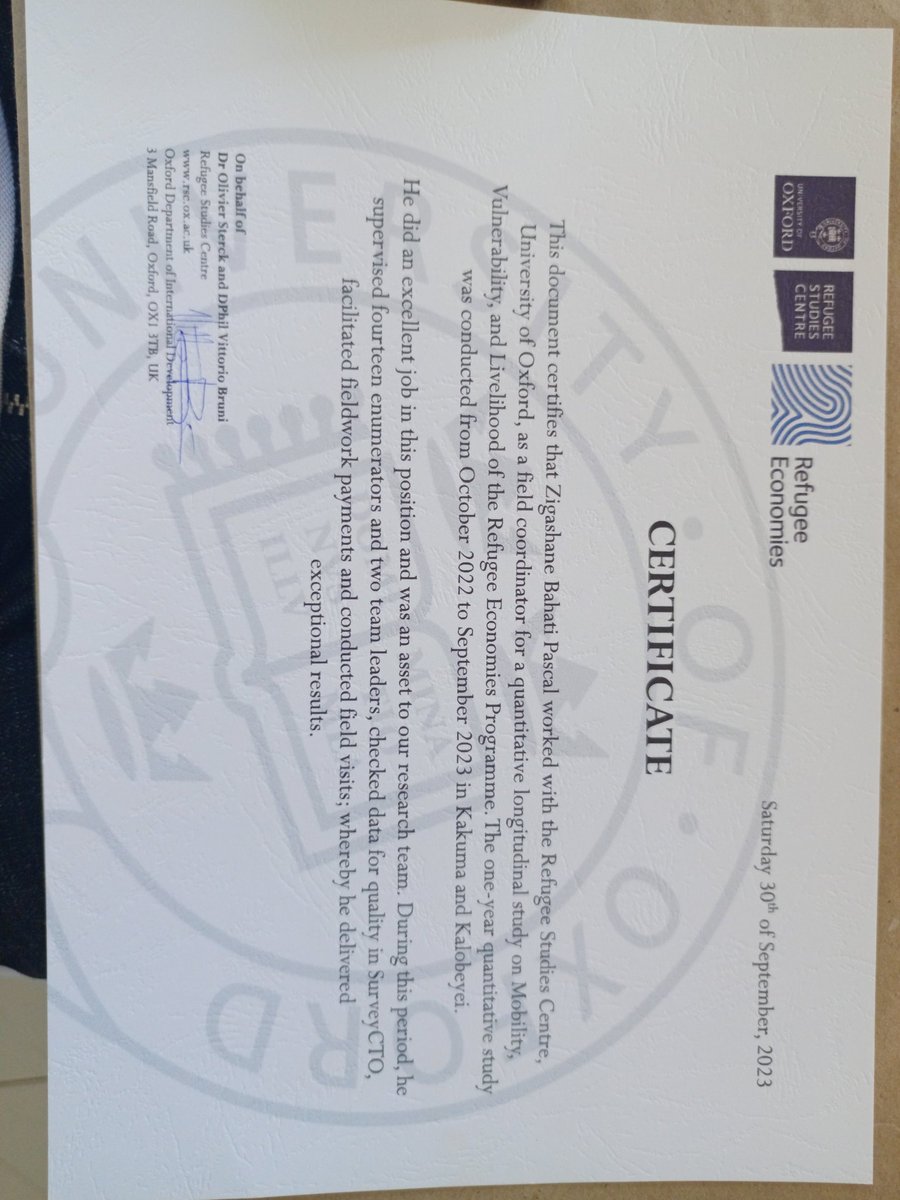 UNIVERSITY OF
OXFORD
REFUGEE
STUDIES
CENTRE
Refugee
Economies
Saturday 30th of September, 2023
CERTIFICATE
This document certifies that Zigashane Bahati Pascal worked with the Refugee Studies Centre,
University of Oxford, as a field coordinator for a quantitative longitudinal study on Mobility,
Vulnerability, and Livelihood of the Refugee Economies Programme. The one-year quantitative study
was conducted from October 2022 to September 2023 in Kakuma and Kalobeyei.
He did an excellent job in this position and was an asset to our research team. During this period, he
supervised fourteen enumerators and two team leaders, checked data for quality in SurveyCTO,
facilitated fieldwork payments and conducted field visits; whereby he delivered
exceptional results.
On behalf of
Dr Olivier Sterck and DPhil Vittorio Bruni
Refugee Studies Centre
www.rsc.ox.ac.uk
Oxford Department of International Development
3 Mansfield Road, Oxford, OX1 3TB, UK